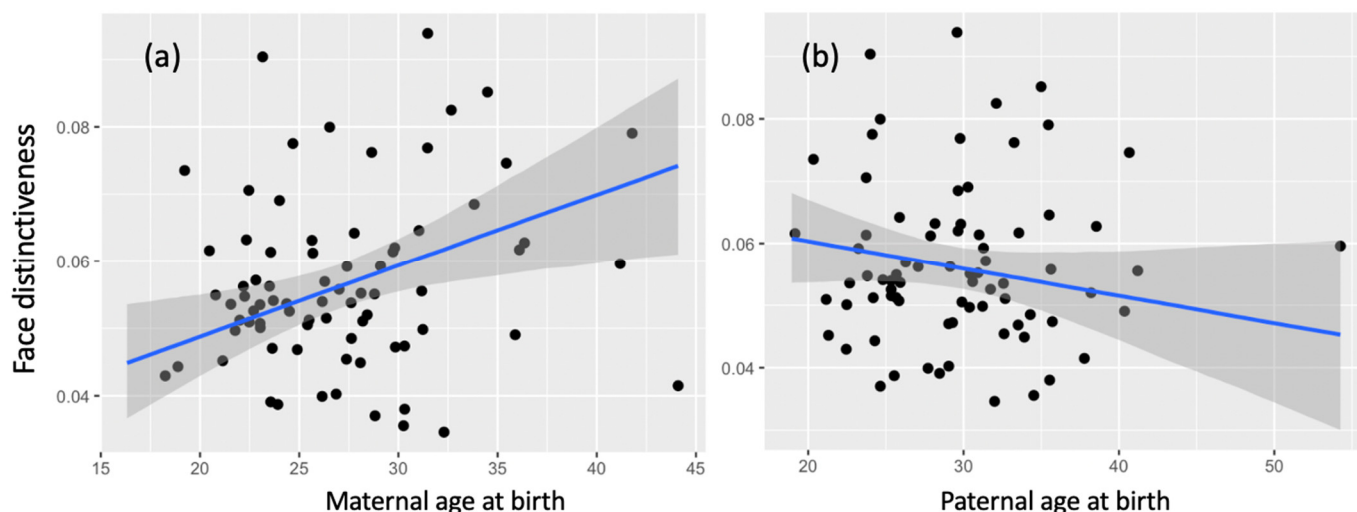 (a)
(b)
Face distinctiveness
0.08
0.06
0.04
15 20 25 30 35 40 45
Maternal age at birth
0.08
0.06
0.04
20 30 40 50
Paternal age at birth